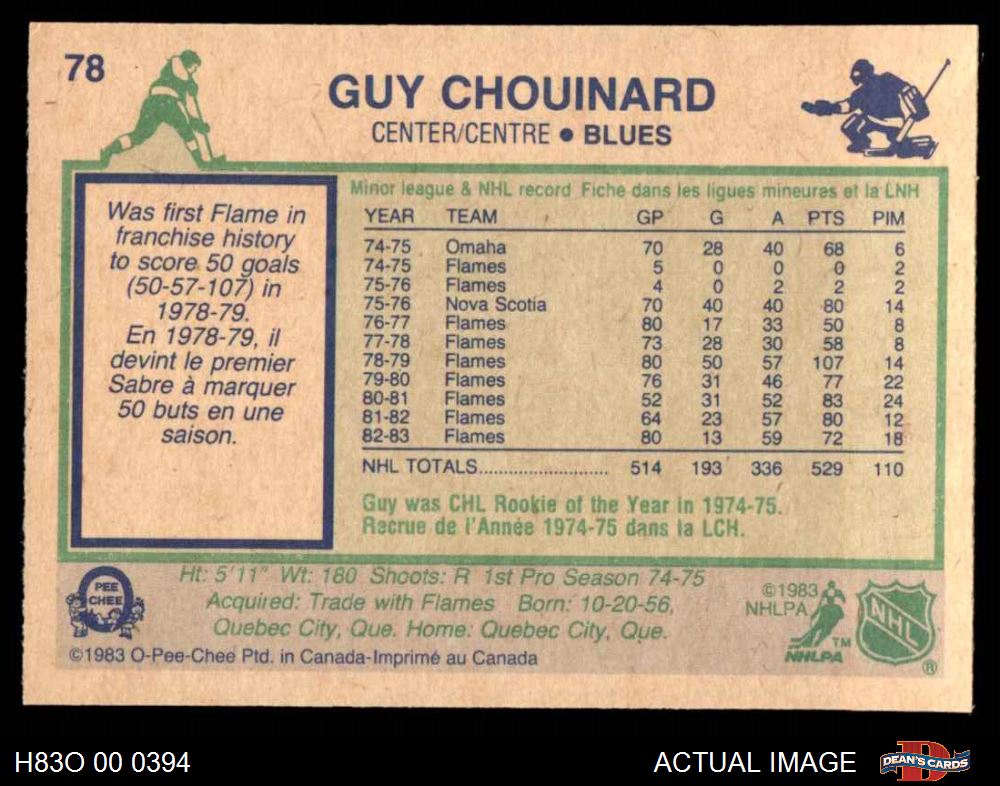 78
GUY CHOUINARD
CENTER/CENTRE • BLUES
Was first Flame in
franchise history
to score 50 goals
(50-57-107) in
1978-79.
En 1978-79, il
devint le premier
Sabre à marquer
50 buts en une
saison.
Minor league & NHL record Fiche dans les ligues mineures et la LNH
YEAR TEAM GP G A PTS PIM
74-75 Omaha 70 28 40 68 6
74-75 Flames 5 0 0 0 2
75-76 Flames 4 0 2 2 2
75-76 Nova Scotia 70 40 40 80 14
76-77 Flames 80 17 33 50 8
77-78 Flames 73 28 30 58 8
78-79 Flames 80 50 57 107 14
79-80 Flames 76 31 46 77 22
80-81 Flames 52 31 52 83 24
81-82 Flames 64 23 57 80 12
82-83 Flames 80 13 59 72 18
NHL TOTALS............................ 514 193 336 529 110
Guy was CHL Rookie of the Year in 1974-75.
Recrue de l'Année 1974-75 dans la LCH.
O
PEE
CHEE
Ht: 5'11" Wt: 180 Shoots: R 1st Pro Season 74-75
Acquired: Trade with Flames Born: 10-20-56,
Quebec City, Que. Home: Quebec City, Que.
©1983 O-Pee-Chee Ptd. in Canada-Imprimé au Canada
©1983
NHLPA
TM
NHLPA
NHL
®
H83O 00 0394
ACTUAL IMAGE
D
DEAN'S CARDS